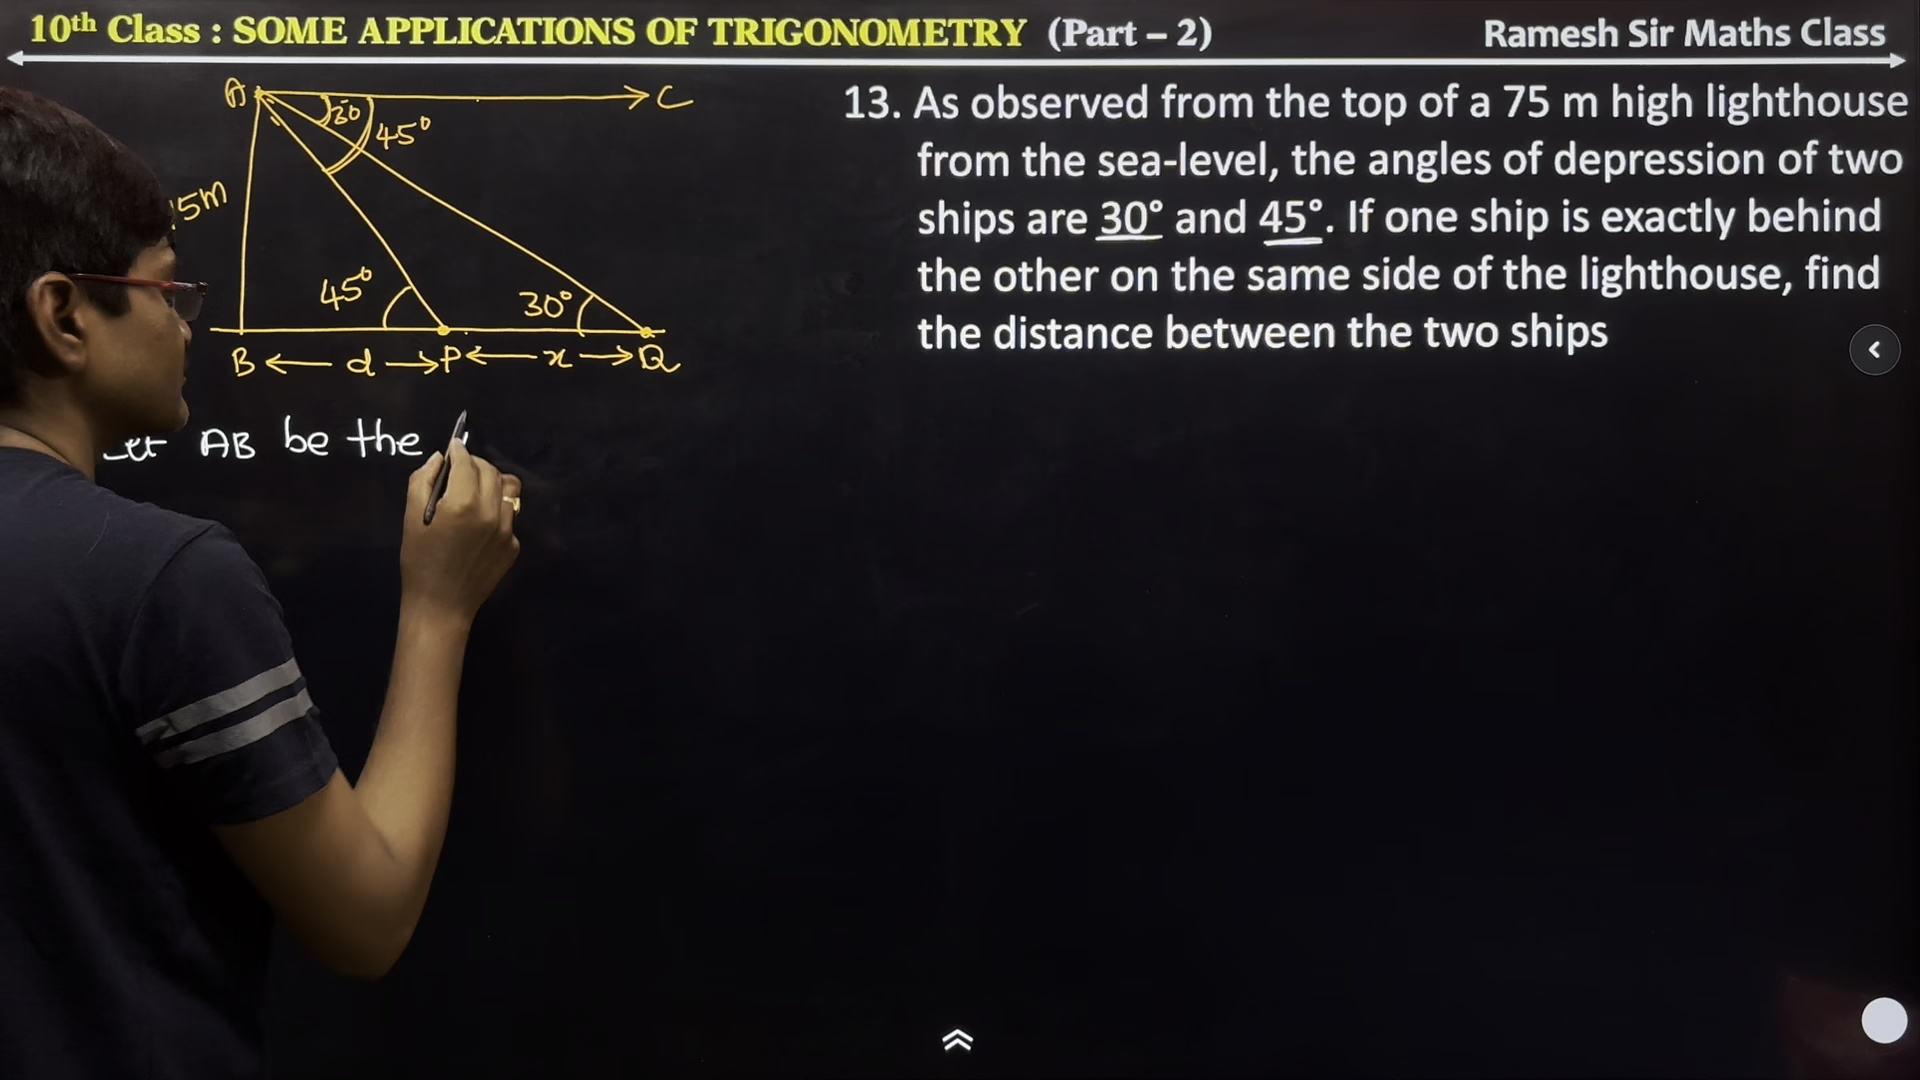 10th Class : SOME APPLICATIONS OF TRIGONOMETRY (Part – 2)
Ramesh Sir Maths Class
A
30
45°
C
5m
45°
30°
B d P x Q
AB be the
13. As observed from the top of a 75 m high lighthouse
from the sea-level, the angles of depression of two
ships are 30° and 45°. If one ship is exactly behind
the other on the same side of the lighthouse, find
the distance between the two ships